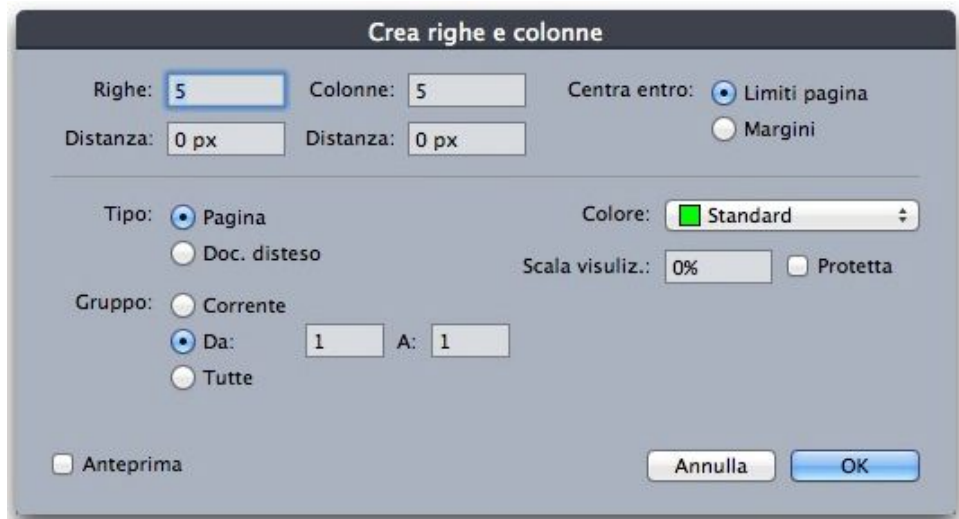 Crea righe e colonne
Righe: 5 Colonne: 5 Centra entro: Limiti pagina
Margini
Distanza: 0 px Distanza: 0 px
Tipo: Pagina Colore: Standard
Doc. disteso
Scala visuliz.: 0% Protetta
Gruppo: Corrente
Da: 1 A: 1
Tutte
Anteprima Annulla OK